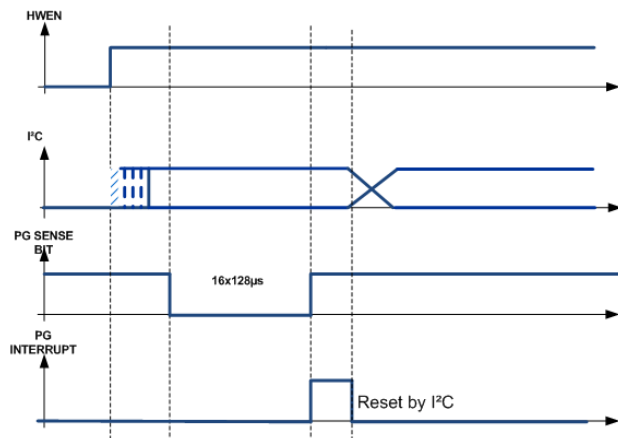 HWEN
I²C
PG SENSE
BIT
16x128µs
PG
INTERRUPT
Reset by I²C